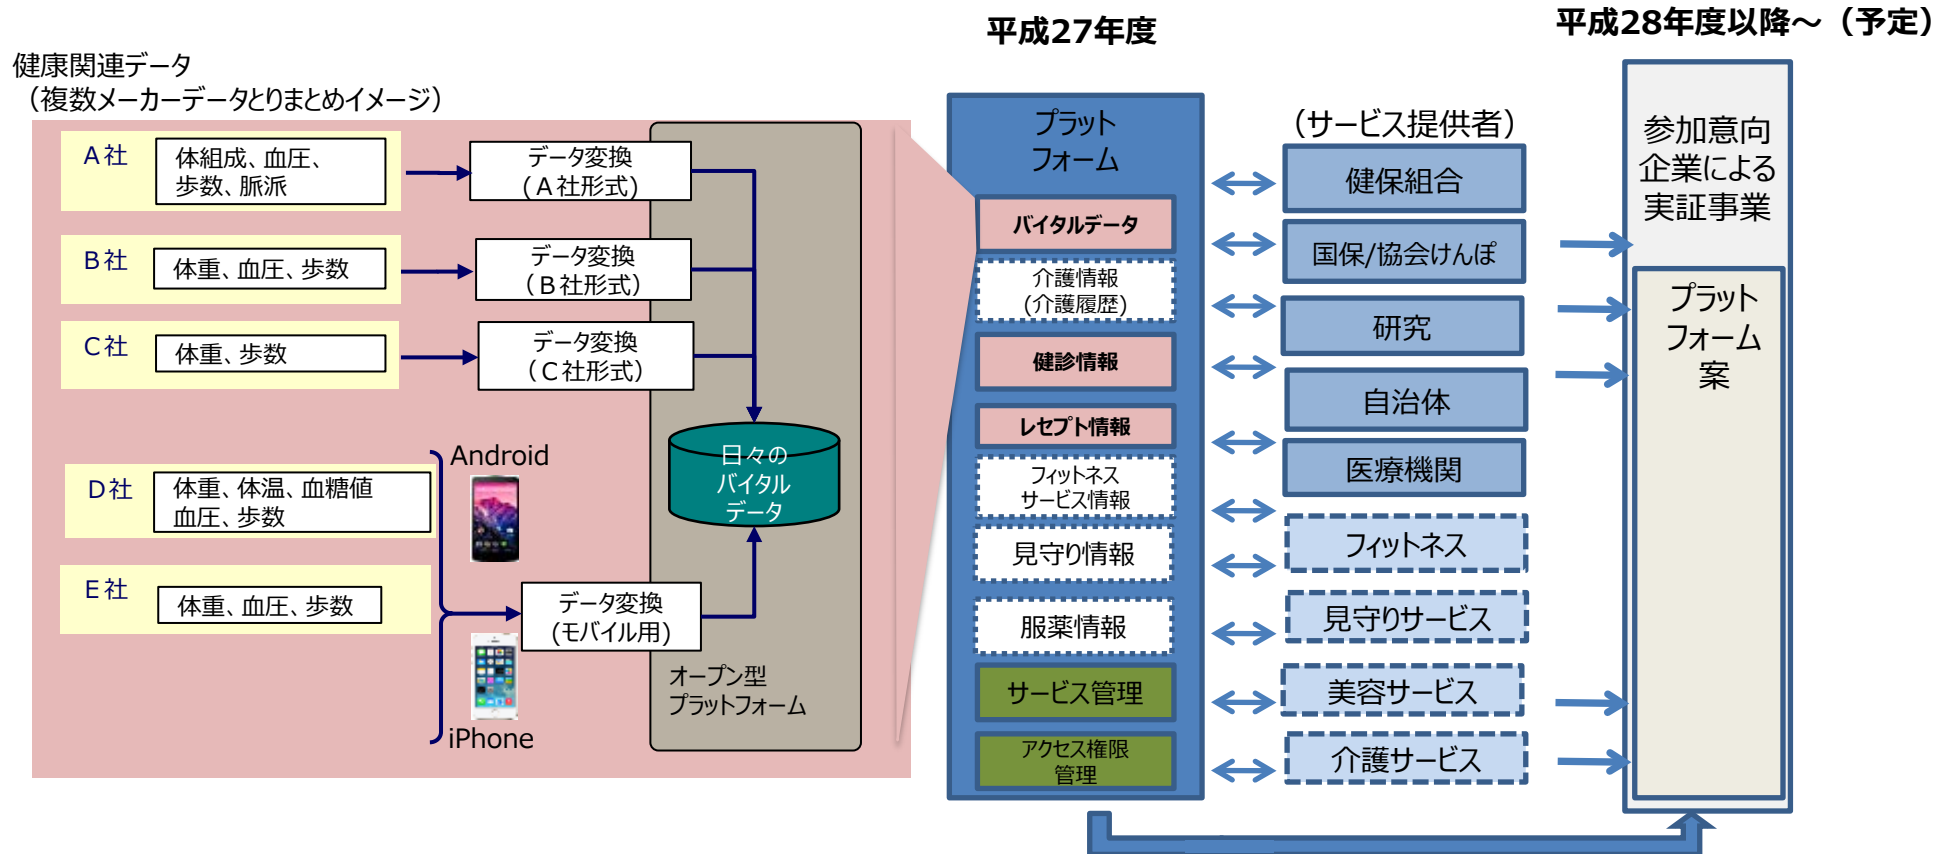 平成27年度
平成28年度以降～（予定）
健康関連データ
（複数メーカーデータとりまとめイメージ）
Ａ社
体組成、血圧、
歩数、脈派
データ変換
（Ａ社形式）
Ｂ社
体重、血圧、歩数
データ変換
（Ｂ社形式）
Ｃ社
体重、歩数
データ変換
（Ｃ社形式）
Ｄ社
体重、体温、血糖値
血圧、歩数
Android
Ｅ社
体重、血圧、歩数
iPhone
データ変換
(モバイル用)
日々の
バイタル
データ
オープン型
プラットフォーム
プラット
フォーム
バイタルデータ
介護情報
(介護履歴)
健診情報
レセプト情報
フィットネス
サービス情報
見守り情報
服薬情報
サービス管理
アクセス権限
管理
（サービス提供者）
健保組合
国保/協会けんぽ
研究
自治体
医療機関
フィットネス
見守りサービス
美容サービス
介護サービス
参加意向
企業による
実証事業
プラット
フォーム
案